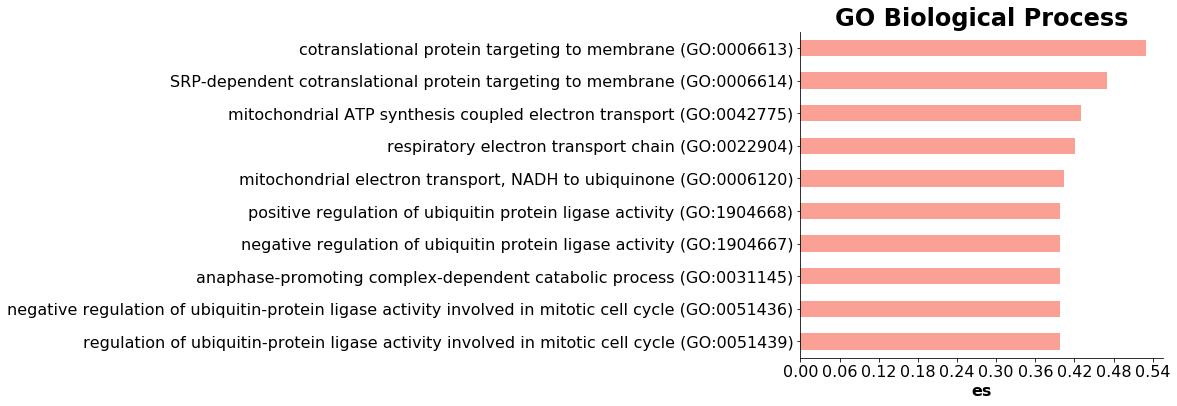 GO Biological Process
cotranslational protein targeting to membrane (GO:0006613)
SRP-dependent cotranslational protein targeting to membrane (GO:0006614)
mitochondrial ATP synthesis coupled electron transport (GO:0042775)
respiratory electron transport chain (GO:0022904)
mitochondrial electron transport, NADH to ubiquinone (GO:0006120)
positive regulation of ubiquitin protein ligase activity (GO:1904668)
negative regulation of ubiquitin protein ligase activity (GO:1904667)
anaphase-promoting complex-dependent catabolic process (GO:0031145)
negative regulation of ubiquitin-protein ligase activity involved in mitotic cell cycle (GO:0051436)
regulation of ubiquitin-protein ligase activity involved in mitotic cell cycle (GO:0051439)
0.00 0.06 0.12 0.18 0.24 0.30 0.36 0.42 0.48 0.54
es